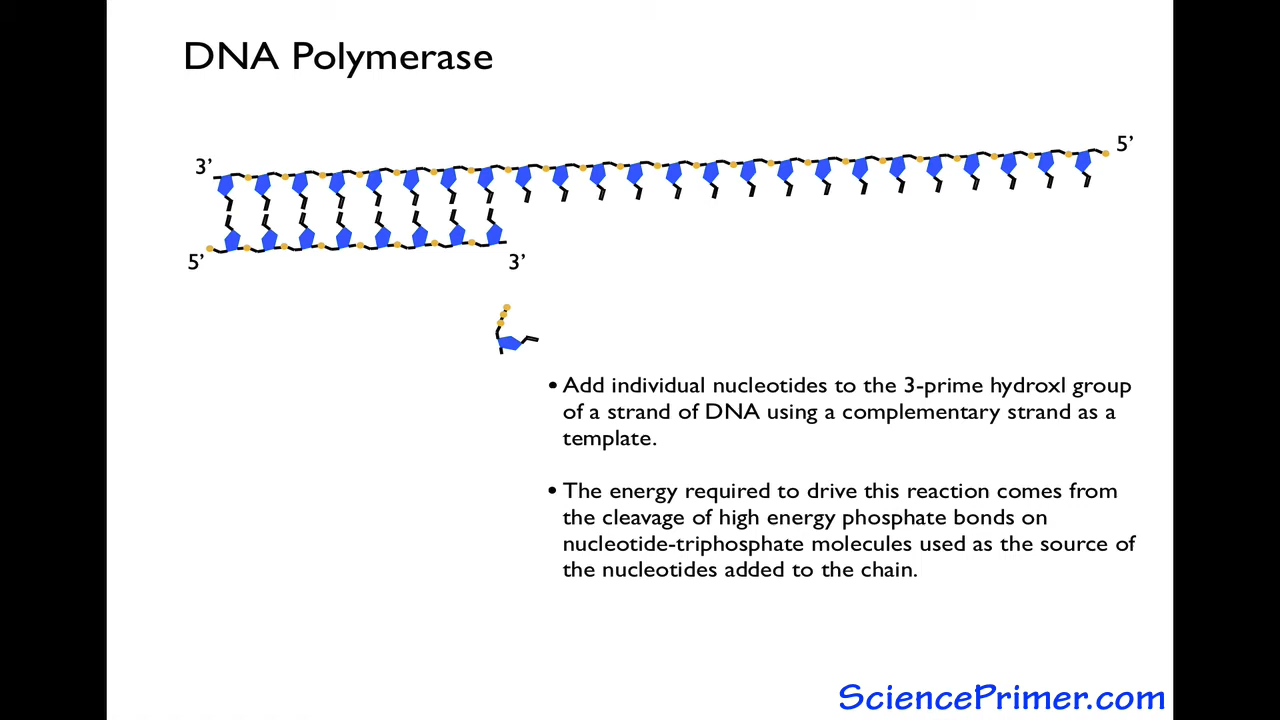 DNA Polymerase
5’
3’
5’
3’
• Add individual nucleotides to the 3-prime hydroxl group
of a strand of DNA using a complementary strand as a
template.
• The energy required to drive this reaction comes from
the cleavage of high energy phosphate bonds on
nucleotide-triphosphate molecules used as the source of
the nucleotides added to the chain.
SciencePrimer.com